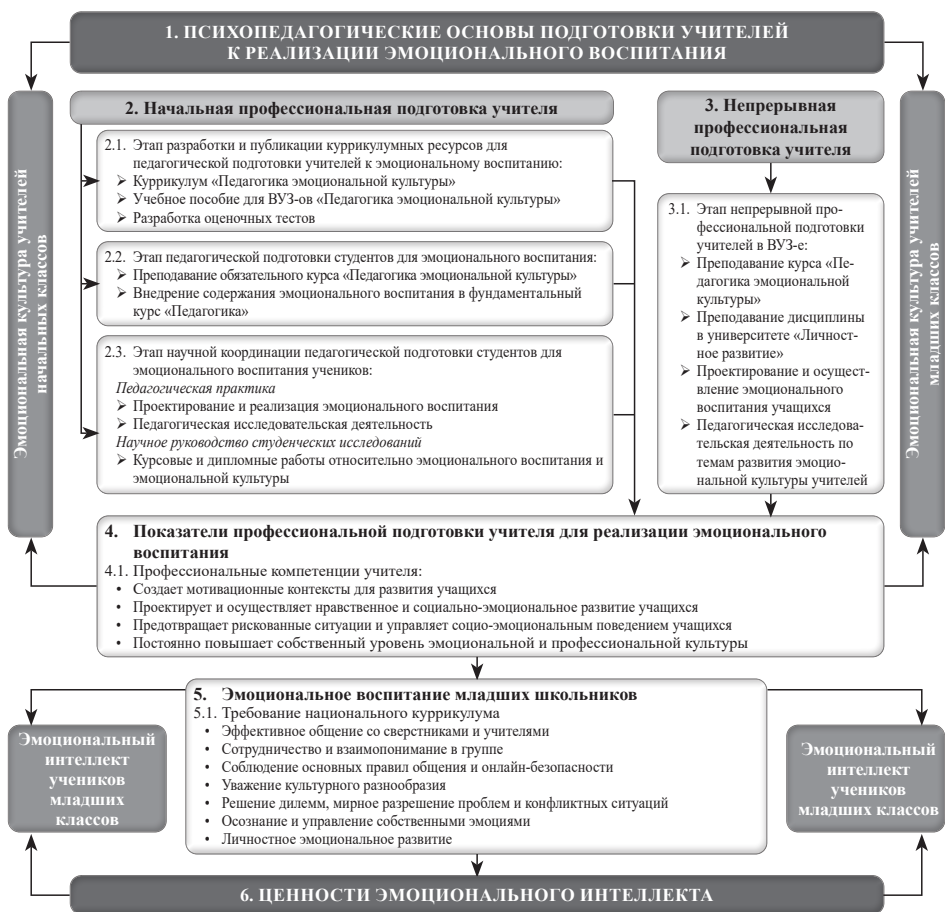 1. ПСИХОПЕДАГОГИЧЕСКИЕ ОСНОВЫ ПОДГОТОВКИ УЧИТЕЛЕЙ
К РЕАЛИЗАЦИИ ЭМОЦИОНАЛЬНОГО ВОСПИТАНИЯ
Эмоциональная культура учителей
начальных классов
2. Начальная профессиональная подготовка учителя
2.1. Этап разработки и публикации куррикулумных ресурсов для
педагогической подготовки учителей к эмоциональному воспитанию:
➢ Куррикулум «Педагогика эмоциональной культуры»
➢ Учебное пособие для ВУЗ-ов «Педагогика эмоциональной культуры»
➢ Разработка оценочных тестов
2.2. Этап педагогической подготовки студентов для эмоционального воспитания:
➢ Преподавание обязательного курса «Педагогика эмоциональной культуры»
➢ Внедрение содержания эмоционального воспитания в фундаментальный
курс «Педагогика»
2.3. Этап научной координации педагогической подготовки студентов для
эмоционального воспитания учеников:
Педагогическая практика
➢ Проектирование и реализация эмоционального воспитания
➢ Педагогическая исследовательская деятельность
Научное руководство студенческих исследований
➢ Курсовые и дипломные работы относительно эмоционального воспитания и
эмоциональной культуры
3. Непрерывная
профессиональная
подготовка учителя
3.1. Этап непрерывной про-
фессиональной подготовки
учителей в ВУЗ-е:
➢ Преподавание курса «Пе-
дагогика эмоциональной
культуры»
➢ Преподавание дисциплины
в университете «Личност-
ное развитие»
➢ Проектирование и осущест-
вление эмоционального
воспитания учащихся
➢ Педагогическая исследова-
тельская деятельность по
темам развития эмоцио-
нальной культуры учителей
Эмоциональная культура учителей
младших классов
4. Показатели профессиональной подготовки учителя для реализации эмоционального
воспитания
4.1. Профессиональные компетенции учителя:
• Создает мотивационные контексты для развития учащихся
• Проектирует и осуществляет нравственное и социально-эмоциональное развитие учащихся
• Предотвращает рискованные ситуации и управляет социо-эмоциональным поведением учащихся
• Постоянно повышает собственный уровень эмоциональной и профессиональной культуры
Эмоциональный
интеллект
учеников
младших
классов
5. Эмоциональное воспитание младших школьников
5.1. Требование национального куррикулума
• Эффективное общение со сверстниками и учителями
• Сотрудничество и взаимопонимание в группе
• Соблюдение основных правил общения и онлайн-безопасности
• Уважение культурного разнообразия
• Решение дилемм, мирное разрешение проблем и конфликтных ситуаций
• Осознание и управление собственными эмоциями
• Личностное эмоциональное развитие
Эмоциональный
интеллект
учеников
младших классов
6. ЦЕННОСТИ ЭМОЦИОНАЛЬНОГО ИНТЕЛЛЕКТА